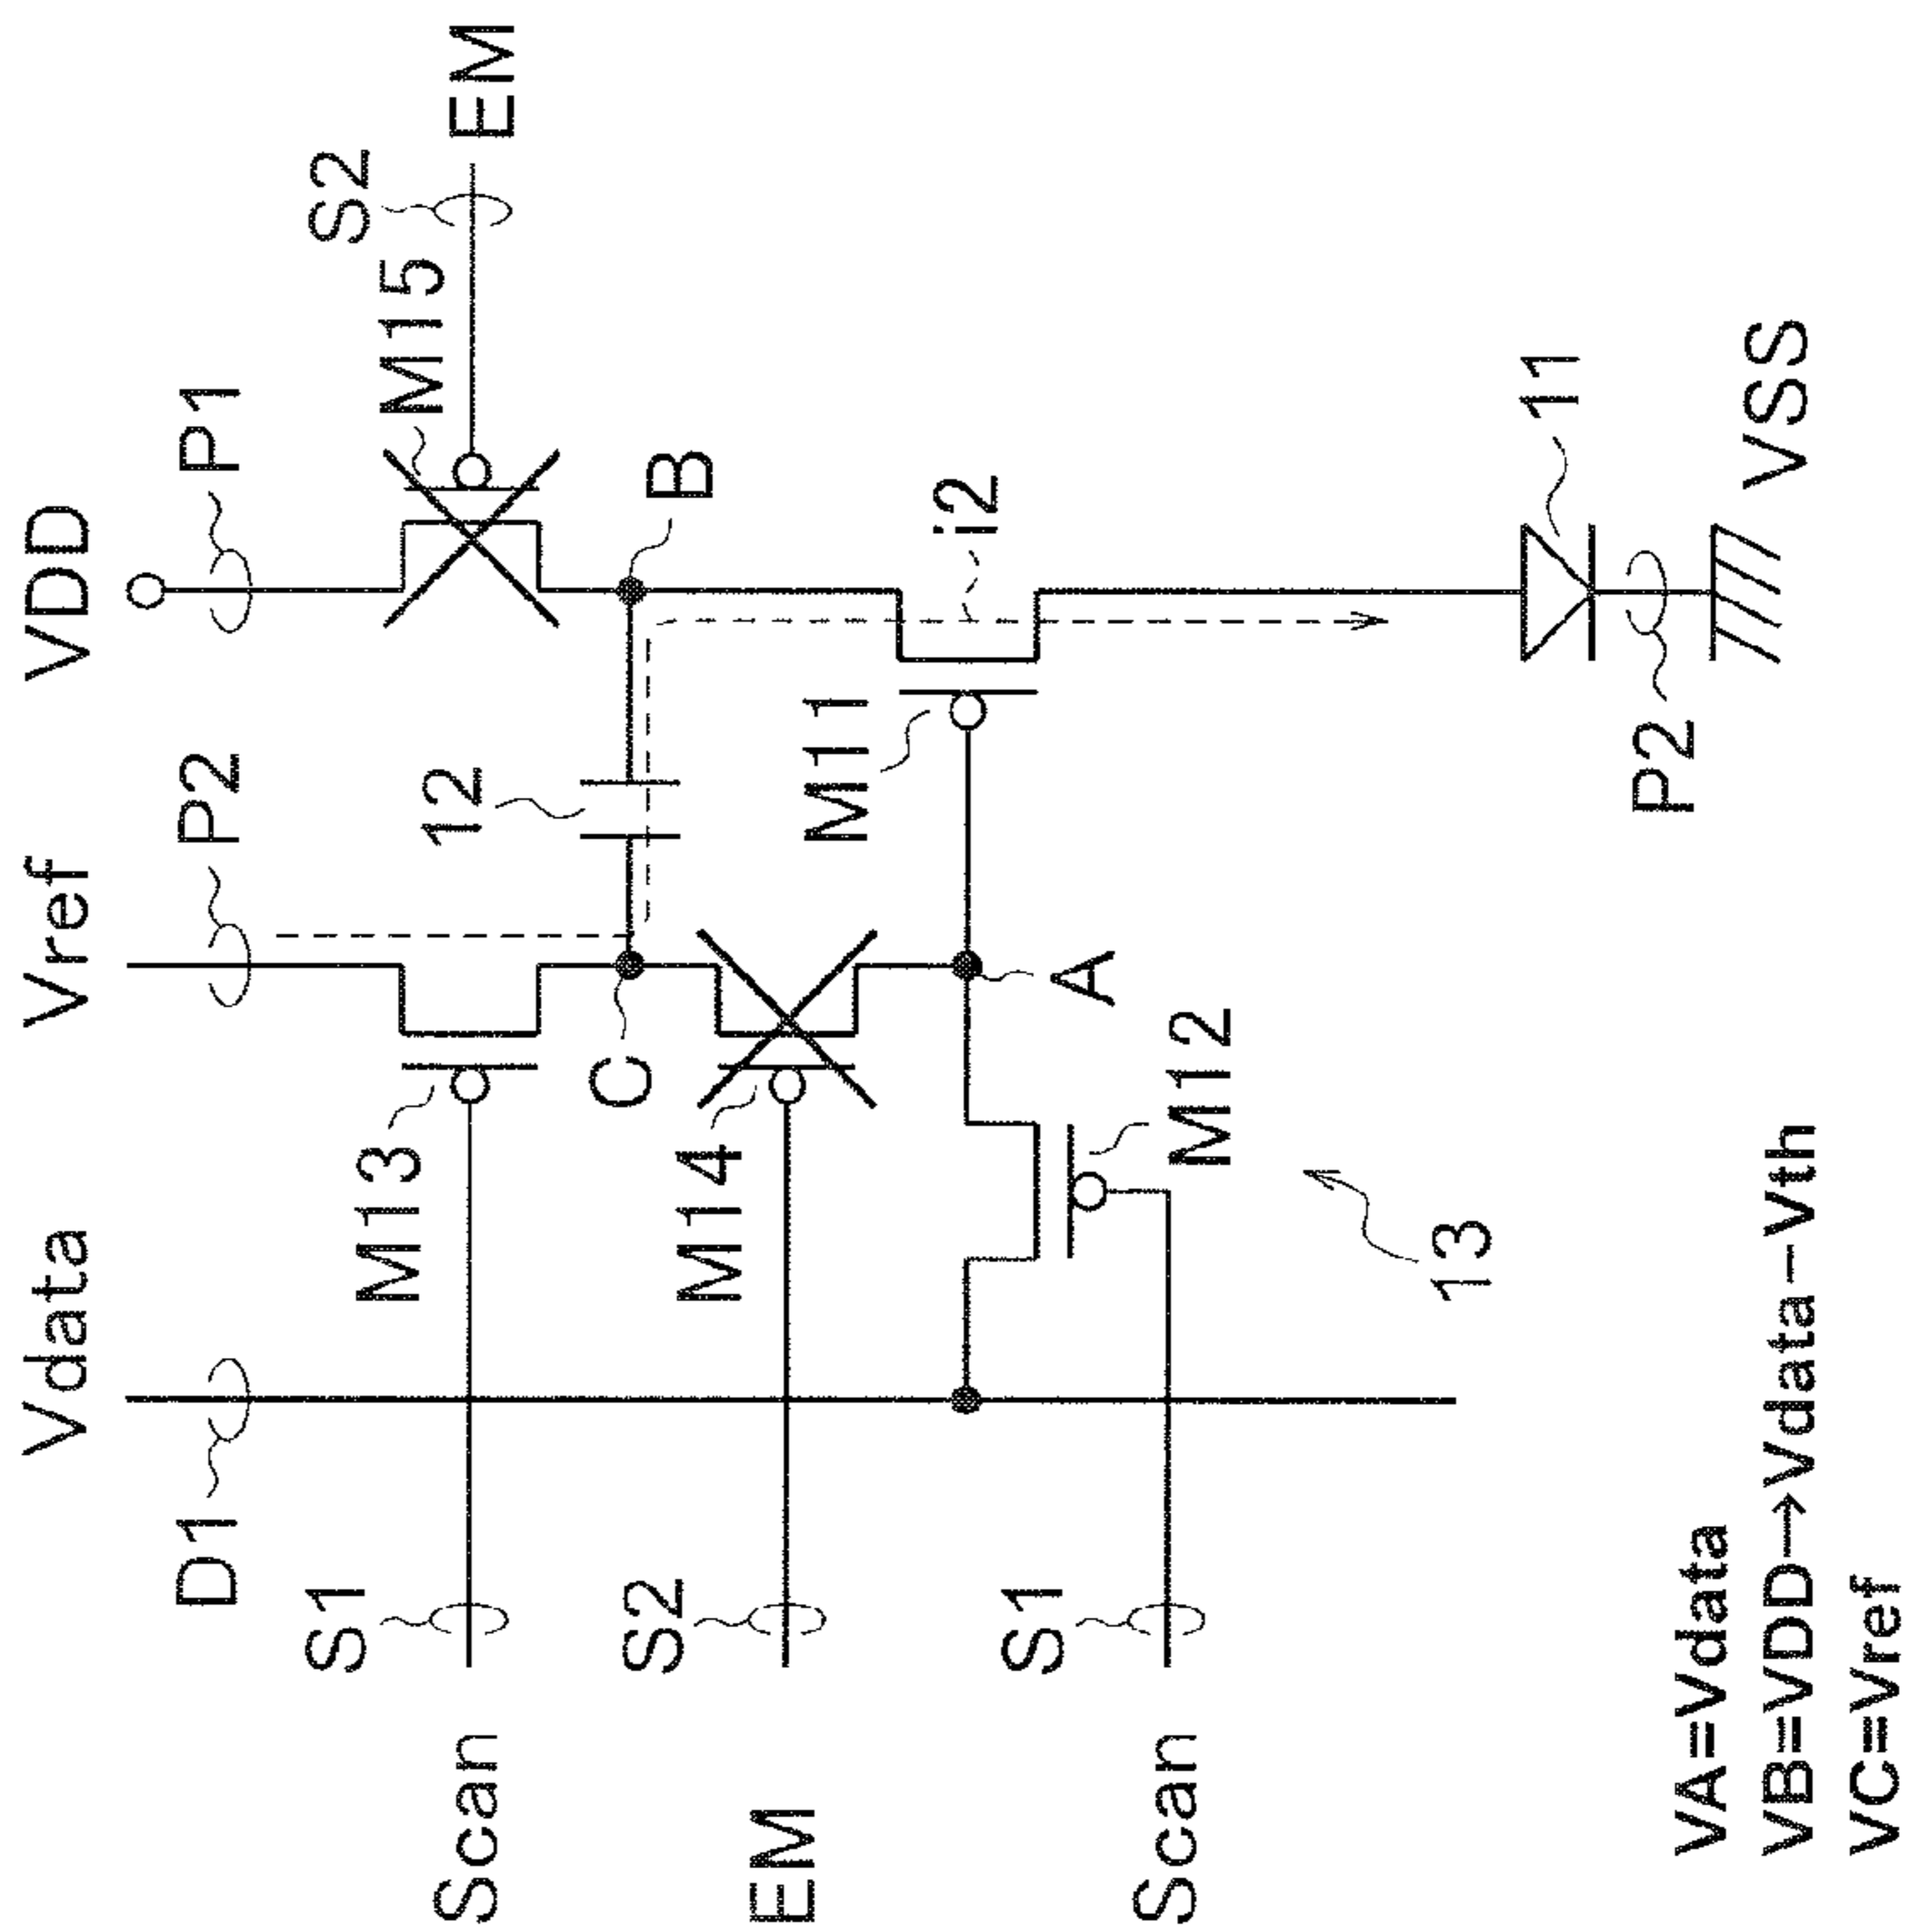 Vdata
Vref
VDD
D1
P2
P1
S1
M13
12
M15
S2
EM
Scan
C
B
S2
M14
EM
M11
i2
S1
M12
A
Scan
13
11
P2
VSS
VA=Vdata
VB=VDD→Vdata−Vth
VC=Vref